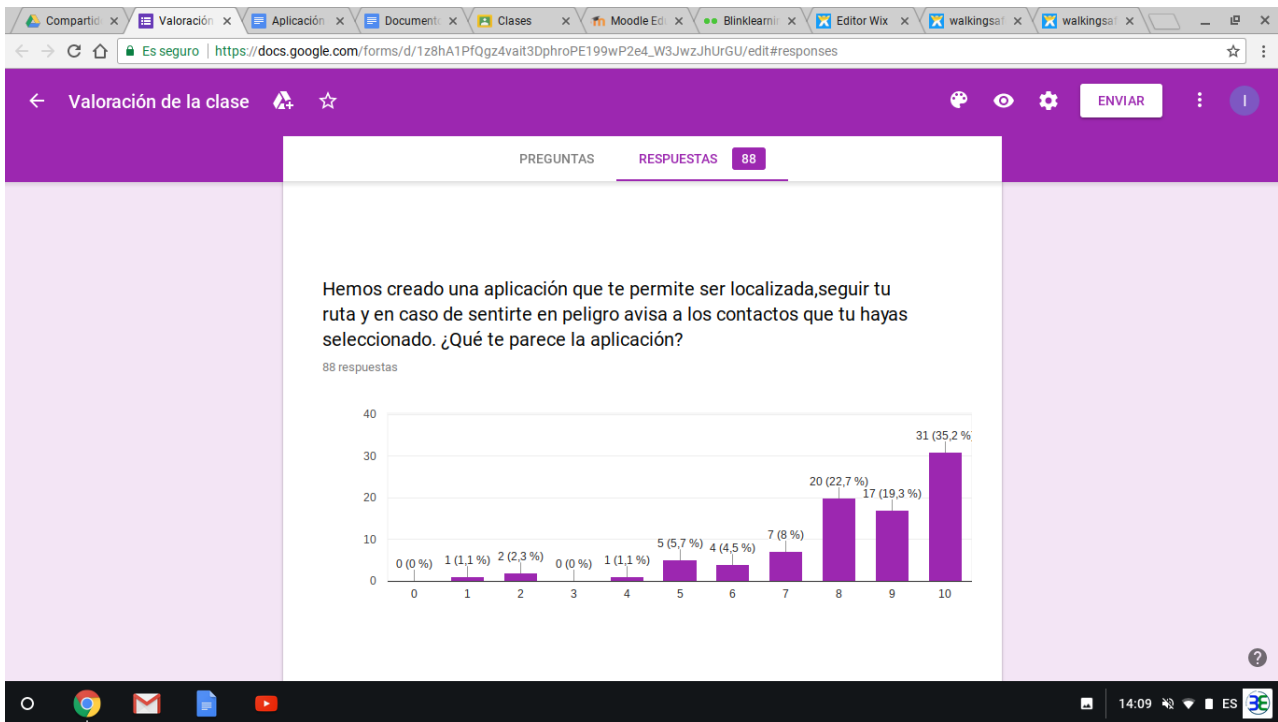 Compartid
Valoración
Aplicación
Documento
Clases
Moodle Edu
Blinklearnin
Editor Wix
walkingsaf
walkingsaf
Es seguro | https://docs.google.com/forms/d/1z8hA1PfQgz4vait3DphroPE199wP2e4_W3JwzJhUrGU/edit#responses
Valoración de la clase
ENVIAR
I
PREGUNTAS RESPUESTAS 88
Hemos creado una aplicación que te permite ser localizada,seguir tu
ruta y en caso de sentirte en peligro avisa a los contactos que tu hayas
seleccionado. ¿Qué te parece la aplicación?
88 respuestas
40
30
20
10
0
0 (0 %)
1 (1,1 %)
2 (2,3 %)
0 (0 %)
1 (1,1 %)
5 (5,7 %)
4 (4,5 %)
7 (8 %)
20 (22,7 %)
17 (19,3 %)
31 (35,2 %
0 1 2 3 4 5 6 7 8 9 10
14:09 ES